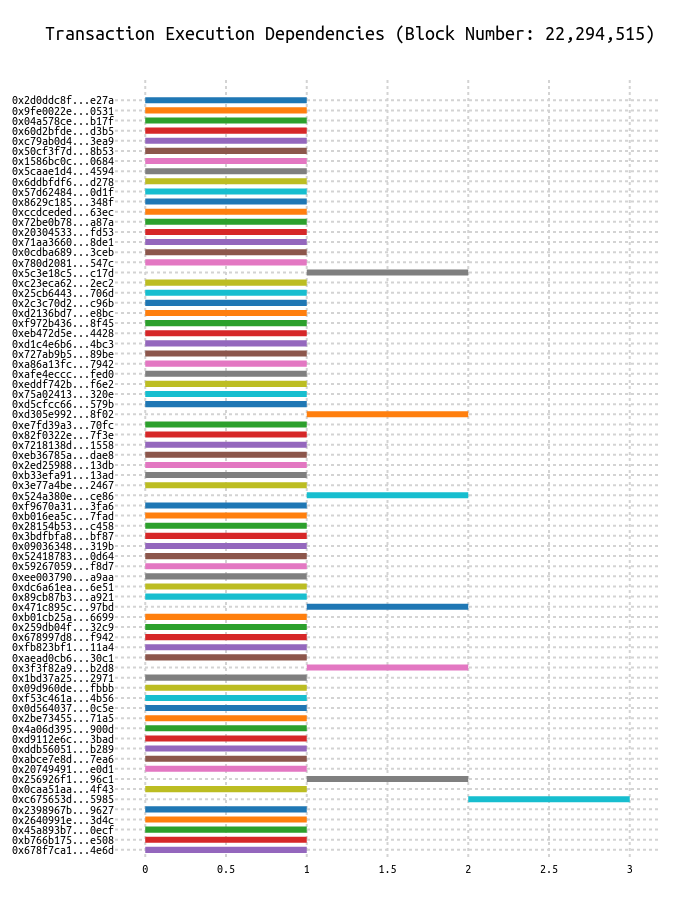 Transaction Execution Dependencies (Block Number: 22,294,515)
0x2d0ddc8f...e27a
0x9fe0022e...0531
0x04a578ce...b17f
0x60d2bfde...d3b5
0xc79ab0d4...3ea9
0x50cf3f7d...8b53
0x1586bc0c...0684
0x5caae1d4...4594
0x6ddbfdf6...d278
0x57d62484...0d1f
0x8629c185...348f
0xccdceded...63ec
0x72be0b78...a87a
0x20304533...fd53
0x71aa3660...8de1
0x0cdba689...3ceb
0x780d2081...547c
0x5c3e18c5...c17d
0xc23eca62...2ec2
0x25cb6443...706d
0x2c3c70d2...c96b
0xd2136bd7...e8bc
0xf972b436...8f45
0xeb472d5e...4428
0xd1c4e6b6...4bc3
0x727ab9b5...89be
0xa86a13fc...7942
0xafe4eccc...fed0
0xeddf742b...f6e2
0x75a02413...320e
0xd5cfcc66...579b
0xd305e992...8f02
0xe7fd39a3...70fc
0x82f0322e...7f3e
0x7218138d...1558
0xeb36785a...dae8
0x2ed25988...13db
0xb33efa91...13ad
0x3e77a4be...2467
0x524a380e...ce86
0xf9670a31...3fa6
0xb016ea5c...7fad
0x28154b53...c458
0x3bdfbfa8...bf87
0x09036348...319b
0x52418783...0d64
0x59267059...f8d7
0xee003790...a9aa
0xdc6a61ea...6e51
0x89cb87b3...a921
0x471c895c...97bd
0xb01cb25a...6699
0x259db04f...32c9
0x678997d8...f942
0xfb823bf1...11a4
0xaead0cb6...30c1
0x3f3f82a9...b2d8
0x1bd37a25...2971
0x09d960de...fbbb
0xf53c461a...4b56
0x0d564037...0c5e
0x2be73455...71a5
0x4a06d395...900d
0xd9112e6c...3bad
0xddb56051...b289
0xabce7e8d...7ea6
0x20749491...e0d1
0x256926f1...96c1
0x0caa51aa...4f43
0xc675653d...5985
0x2398967b...9627
0x2640991e...3d4c
0x45a893b7...0ecf
0xb766b175...e508
0x678f7ca1...4e6d
0 0.5 1 1.5 2 2.5 3